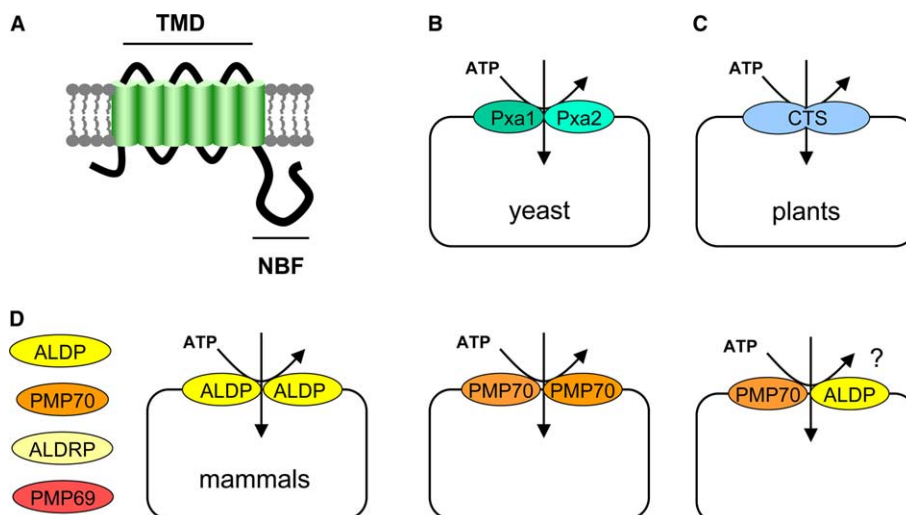 A
TMD
NBF
B
ATP
Pxa1 Pxa2
yeast
C
ATP
CTS
plants
D
ALDP
PMP70
ALDRP
PMP69
ATP
ALDP ALDP
mammals
ATP
PMP70 PMP70
ATP
?
PMP70 ALDP